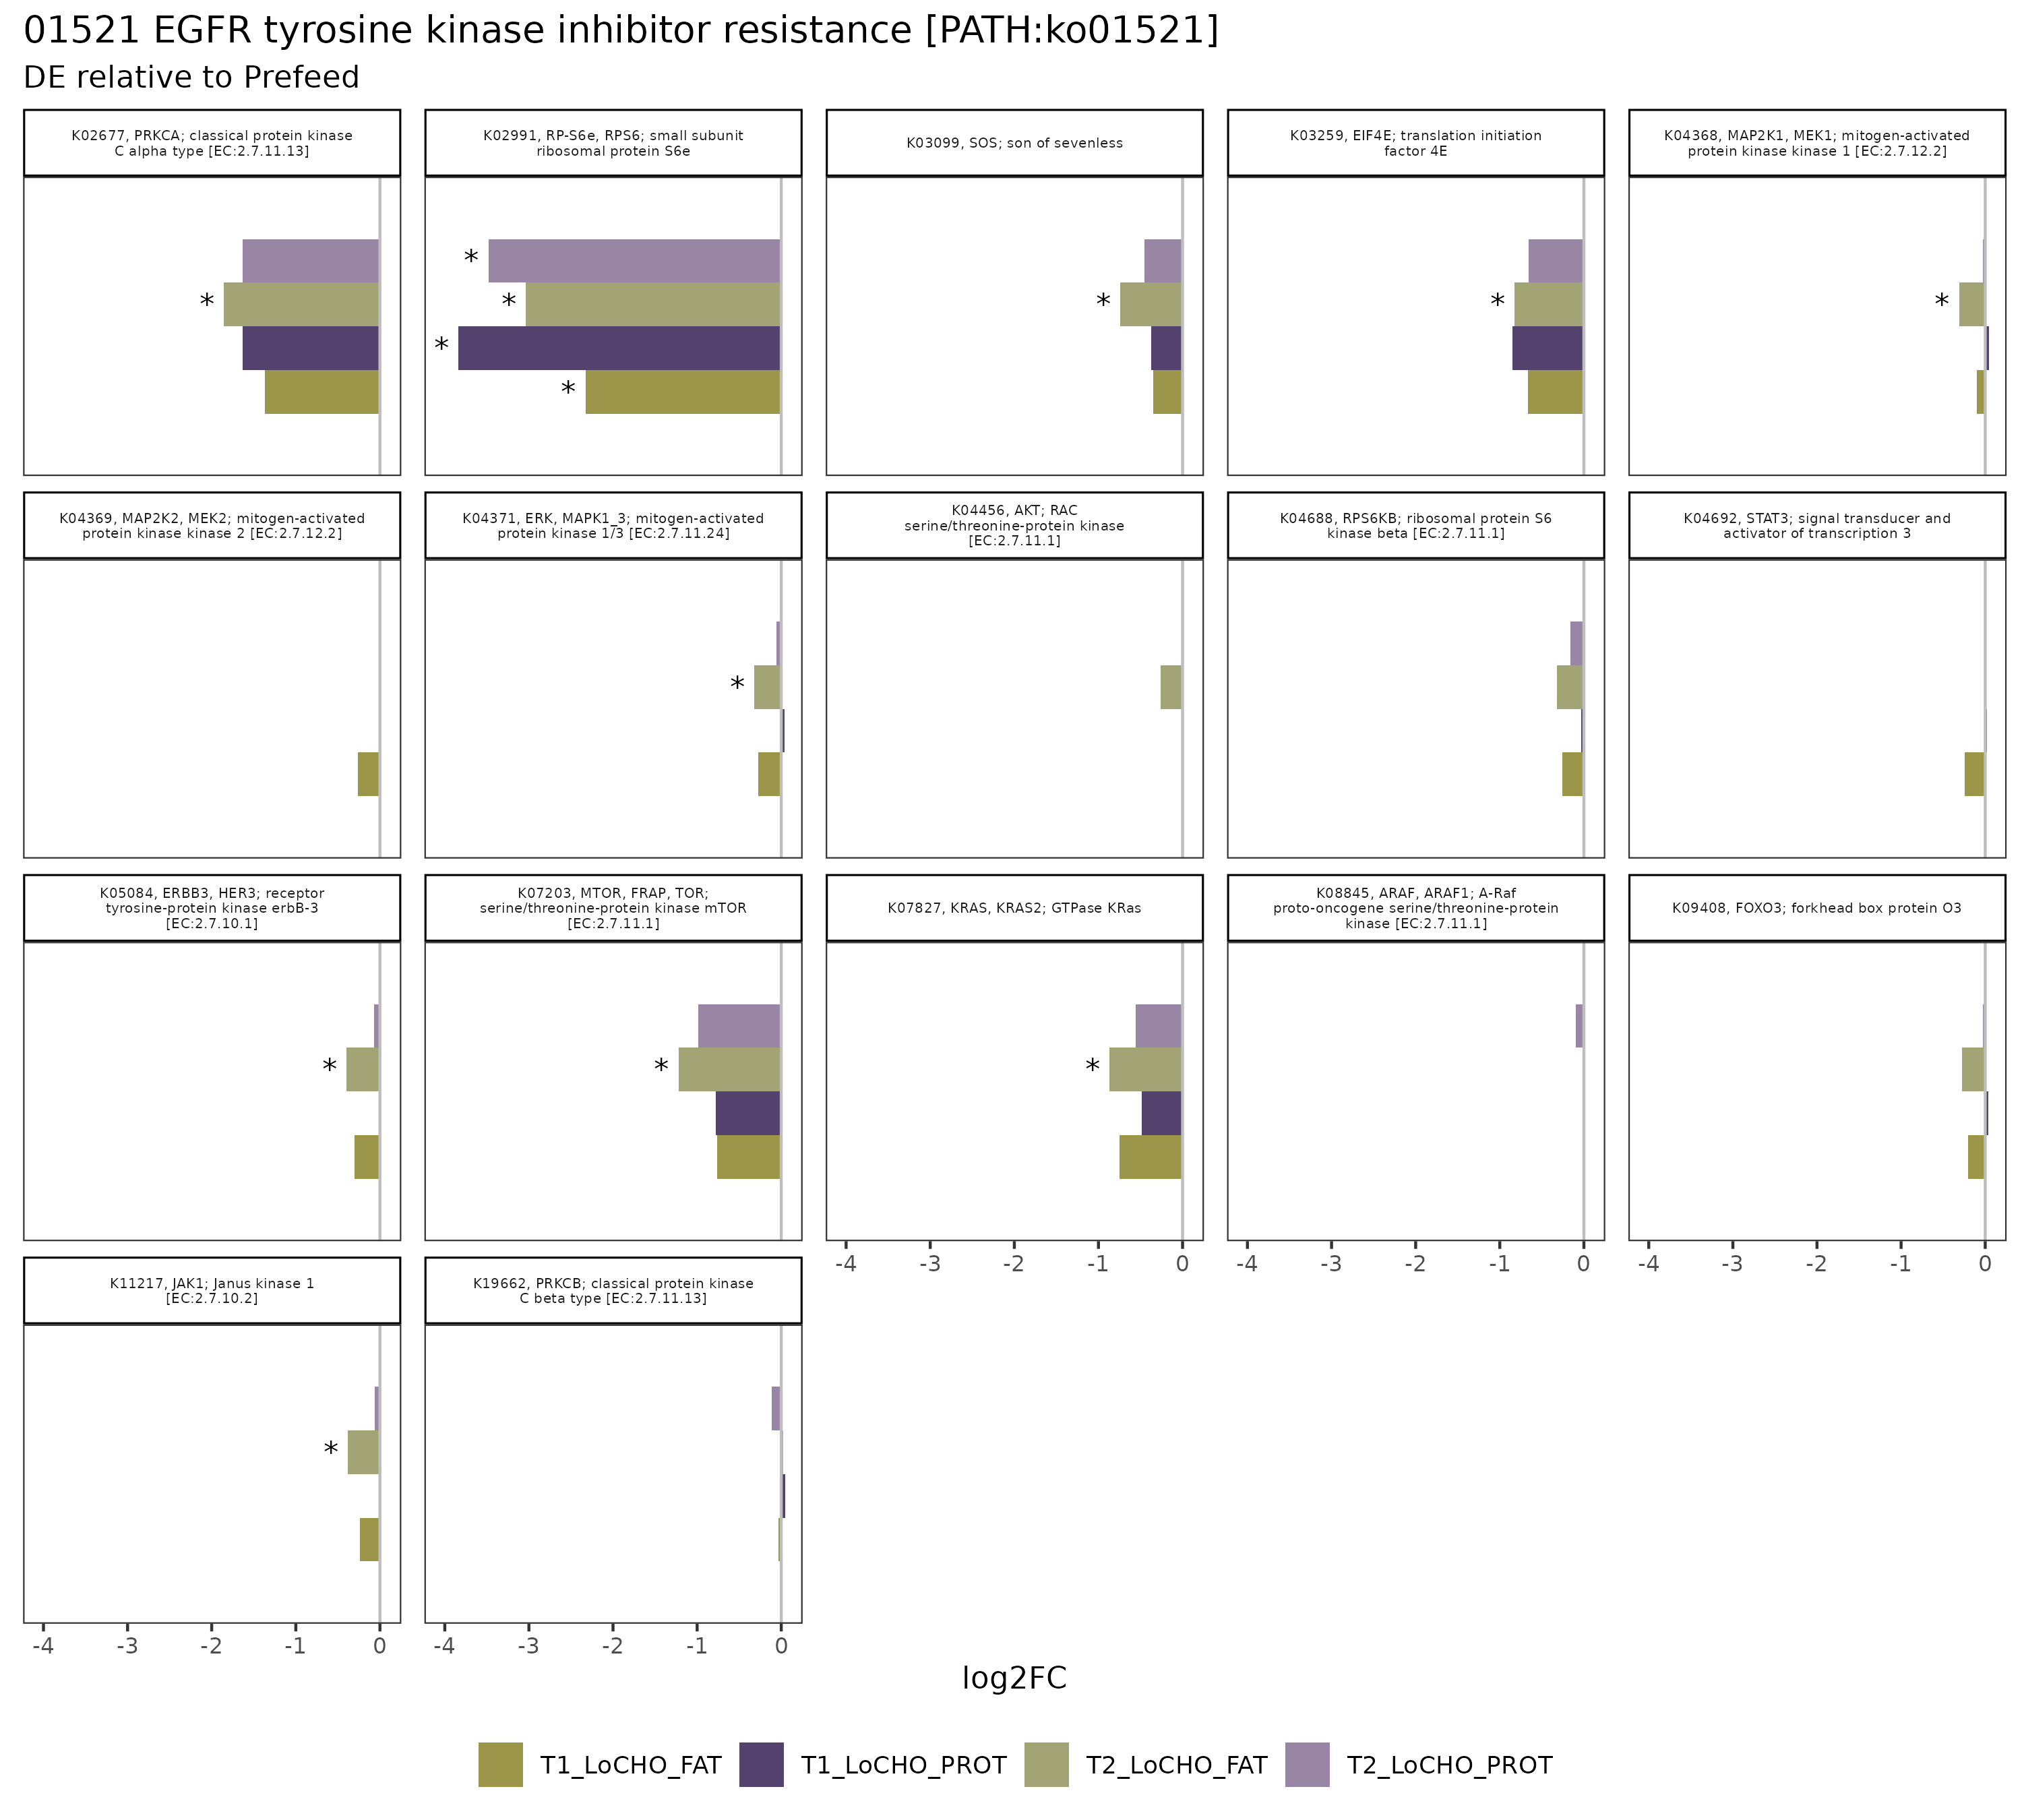 01521 EGFR tyrosine kinase inhibitor resistance [PATH:ko01521]
DE relative to Prefeed
K02677, PRKCA; classical protein kinase
C alpha type [EC:2.7.11.13]
K02991, RP-S6e, RPS6; small subunit
ribosomal protein S6e
K03099, SOS; son of sevenless
K03259, EIF4E; translation initiation
factor 4E
K04368, MAP2K1, MEK1; mitogen-activated
protein kinase kinase 1 [EC:2.7.12.2]
*
*
*
*
*
*
*
*
*
K04369, MAP2K2, MEK2; mitogen-activated
protein kinase kinase 2 [EC:2.7.12.2]
K04371, ERK, MAPK1_3; mitogen-activated
protein kinase 1/3 [EC:2.7.11.24]
K04456, AKT; RAC
serine/threonine-protein kinase
[EC:2.7.11.1]
K04688, RPS6KB; ribosomal protein S6
kinase beta [EC:2.7.11.1]
K04692, STAT3; signal transducer and
activator of transcription 3
*
K05084, ERBB3, HER3; receptor
tyrosine-protein kinase erbB-3
[EC:2.7.10.1]
K07203, MTOR, FRAP, TOR;
serine/threonine-protein kinase mTOR
[EC:2.7.11.1]
K07827, KRAS, KRAS2; GTPase KRas
K08845, ARAF, ARAF1; A-Raf
proto-oncogene serine/threonine-protein
kinase [EC:2.7.11.1]
K09408, FOXO3; forkhead box protein O3
*
*
*
-4 -3 -2 -1 0
-4 -3 -2 -1 0
-4 -3 -2 -1 0
K11217, JAK1; Janus kinase 1
[EC:2.7.10.2]
K19662, PRKCB; classical protein kinase
C beta type [EC:2.7.11.13]
*
-4 -3 -2 -1 0
-4 -3 -2 -1 0
log2FC
T1_LoCHO_FAT T1_LoCHO_PROT T2_LoCHO_FAT T2_LoCHO_PROT